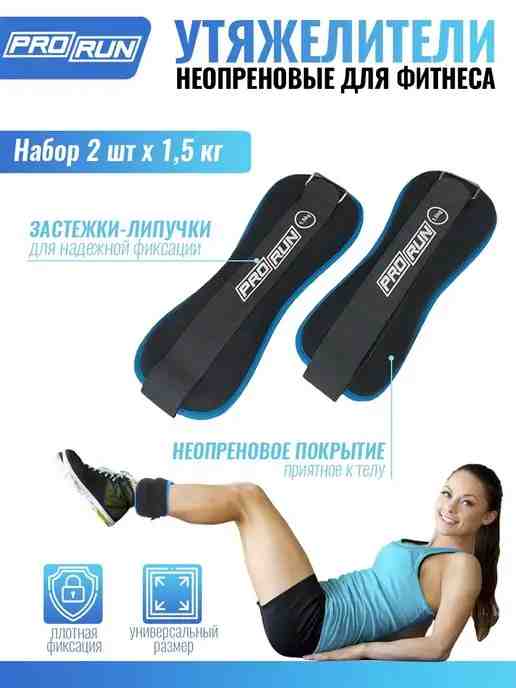 PRO RUN
УТЯЖЕЛИТЕЛИ
НЕОПРЕНОВЫЕ ДЛЯ ФИТНЕСА
Набор 2 шт х 1,5 кг
ЗАСТЕЖКИ-ЛИПУЧКИ
для надежной фиксации
PRO RUN
PRO RUN
НЕОПРЕНОВОЕ ПОКРЫТИЕ
приятное к телу
плотная
фиксация
универсальный
размер